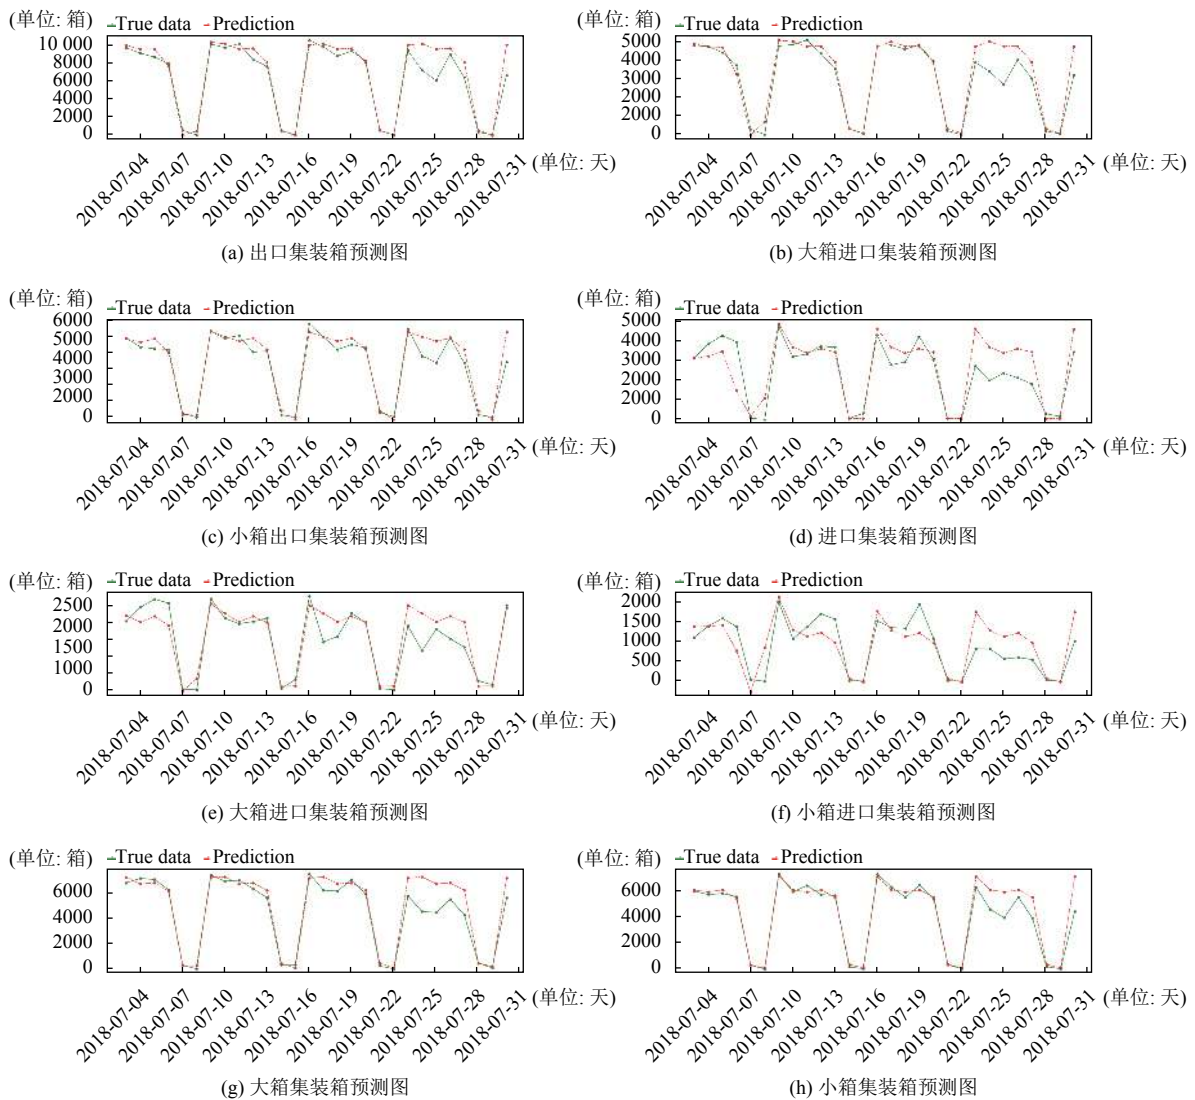 (单位: 箱) True data Prediction
10 000
8000
6000
4000
2000
0
2018-07-04 2018-07-07 2018-07-10 2018-07-13 2018-07-16 2018-07-19 2018-07-22 2018-07-25 2018-07-28 2018-07-31 (单位: 天)
(a) 出口集装箱预测图
(单位: 箱) True data Prediction
5000
4000
3000
2000
1000
0
2018-07-04 2018-07-07 2018-07-10 2018-07-13 2018-07-16 2018-07-19 2018-07-22 2018-07-25 2018-07-28 2018-07-31 (单位: 天)
(b) 大箱进口集装箱预测图
(单位: 箱) True data Prediction
6000
5000
4000
3000
2000
1000
0
2018-07-04 2018-07-07 2018-07-10 2018-07-13 2018-07-16 2018-07-19 2018-07-22 2018-07-25 2018-07-28 2018-07-31 (单位: 天)
(c) 小箱出口集装箱预测图
(单位: 箱) True data Prediction
5000
4000
3000
2000
1000
0
2018-07-04 2018-07-07 2018-07-10 2018-07-13 2018-07-16 2018-07-19 2018-07-22 2018-07-25 2018-07-28 2018-07-31 (单位: 天)
(d) 进口集装箱预测图
(单位: 箱) True data Prediction
2500
2000
1500
1000
500
0
2018-07-04 2018-07-07 2018-07-10 2018-07-13 2018-07-16 2018-07-19 2018-07-22 2018-07-25 2018-07-28 2018-07-31 (单位: 天)
(e) 大箱进口集装箱预测图
(单位: 箱) True data Prediction
2000
1500
1000
500
0
2018-07-04 2018-07-07 2018-07-10 2018-07-13 2018-07-16 2018-07-19 2018-07-22 2018-07-25 2018-07-28 2018-07-31 (单位: 天)
(f) 小箱进口集装箱预测图
(单位: 箱) True data Prediction
6000
4000
2000
0
2018-07-04 2018-07-07 2018-07-10 2018-07-13 2018-07-16 2018-07-19 2018-07-22 2018-07-25 2018-07-28 2018-07-31 (单位: 天)
(g) 大箱集装箱预测图
(单位: 箱) True data Prediction
6000
4000
2000
0
2018-07-04 2018-07-07 2018-07-10 2018-07-13 2018-07-16 2018-07-19 2018-07-22 2018-07-25 2018-07-28 2018-07-31 (单位: 天)
(h) 小箱集装箱预测图